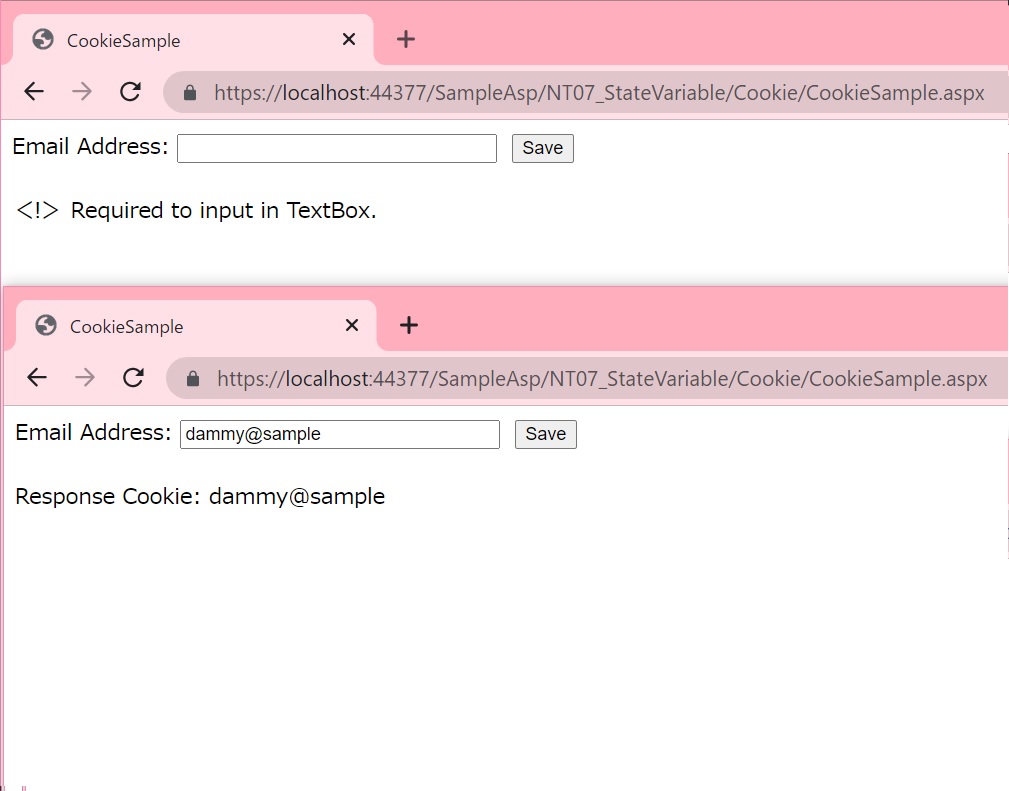 CookieSample
https://localhost:44377/SampleAsp/NT07_StateVariable/Cookie/CookieSample.aspx
Email Address: Save
<!> Required to input in TextBox.
CookieSample
https://localhost:44377/SampleAsp/NT07_StateVariable/Cookie/CookieSample.aspx
Email Address: dammy@sample Save
Response Cookie: dammy@sample